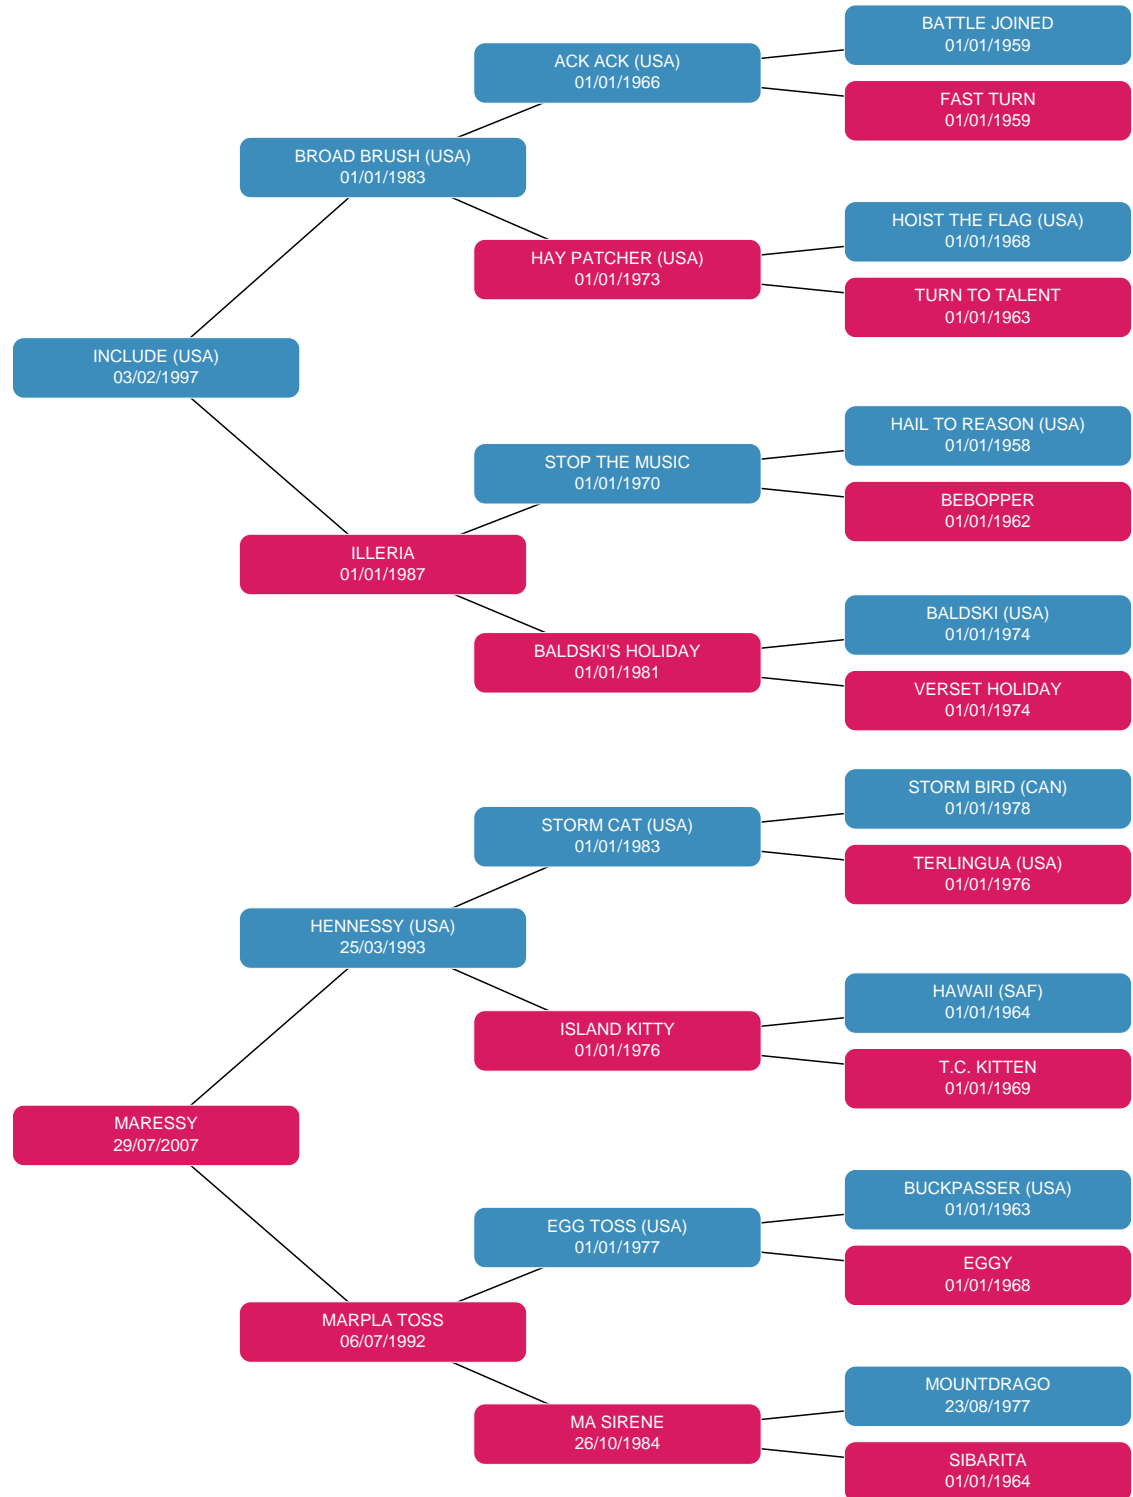 BATTLE JOINED
01/01/1959
ACK ACK (USA)
01/01/1966
FAST TURN
01/01/1959
BROAD BRUSH (USA)
01/01/1983
HOIST THE FLAG (USA)
01/01/1968
HAY PATCHER (USA)
01/01/1973
TURN TO TALENT
01/01/1963
INCLUDE (USA)
03/02/1997
HAIL TO REASON (USA)
01/01/1958
STOP THE MUSIC
01/01/1970
BEBOPPER
01/01/1962
ILLERIA
01/01/1987
BALDSKI (USA)
01/01/1974
BALDSKI'S HOLIDAY
01/01/1981
VERSET HOLIDAY
01/01/1974
STORM BIRD (CAN)
01/01/1978
STORM CAT (USA)
01/01/1983
TERLINGUA (USA)
01/01/1976
HENNESSY (USA)
25/03/1993
HAWAII (SAF)
01/01/1964
ISLAND KITTY
01/01/1976
T.C. KITTEN
01/01/1969
MARESSY
29/07/2007
BUCKPASSER (USA)
01/01/1963
EGG TOSS (USA)
01/01/1977
EGGY
01/01/1968
MARPLA TOSS
06/07/1992
MOUNTDRAGO
23/08/1977
MA SIRENE
26/10/1984
SIBARITA
01/01/1964